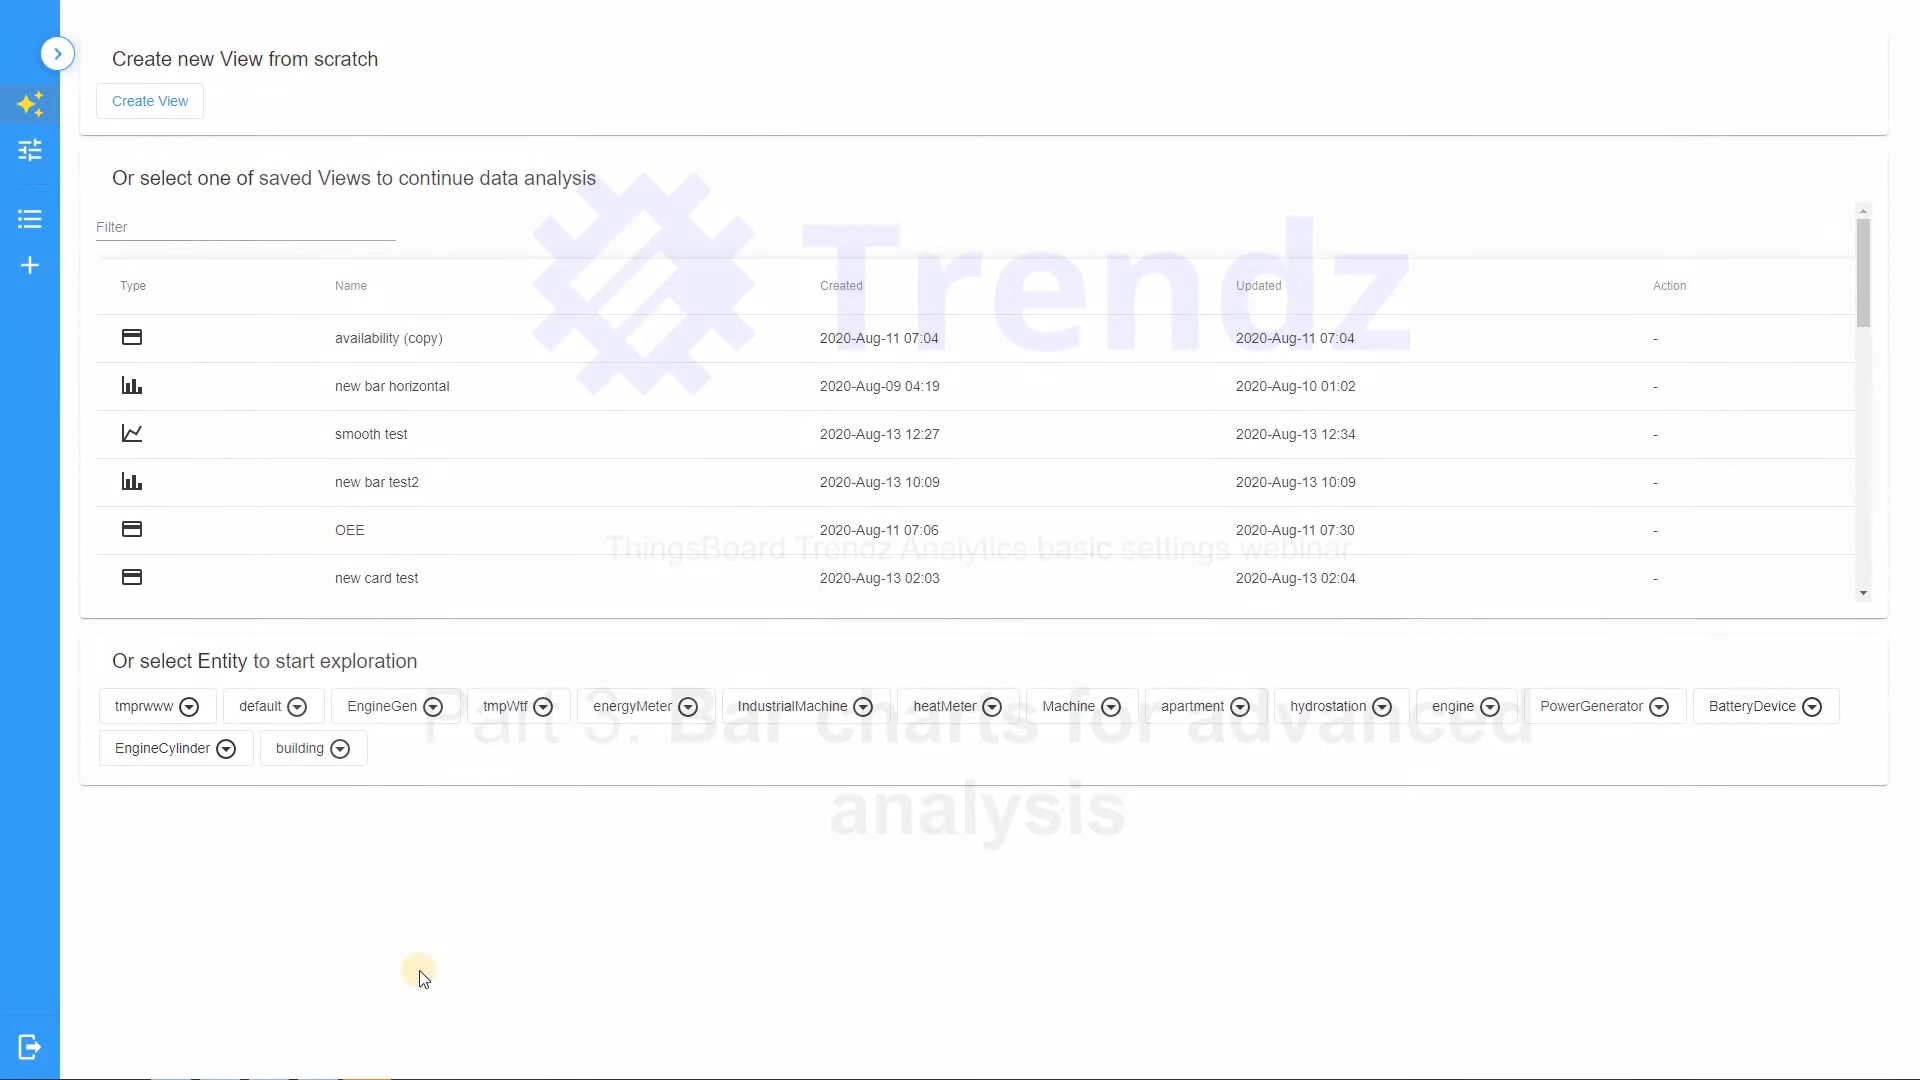 Create new View from scratch
Create View
Or select one of saved Views to continue data analysis
Trendz
Filter
Type Name Created Updated Action
availability (copy) 2020-Aug-11 07:04 2020-Aug-11 07:04 -
new bar horizontal 2020-Aug-09 04:19 2020-Aug-10 01:02 -
smooth test 2020-Aug-13 12:27 2020-Aug-13 12:34 -
new bar test2 2020-Aug-13 10:09 2020-Aug-13 10:09 -
OEE 2020-Aug-11 07:06 2020-Aug-11 07:30 -
ThingsBoard Trendz Analytics basic settings webinar
new card test 2020-Aug-13 02:03 2020-Aug-13 02:04 -
Or select Entity to start exploration
tmprwww default EngineGen tmpWtf energyMeter IndustrialMachine heatMeter Machine apartment hydrostation engine PowerGenerator BatteryDevice
Part 3. Bar charts for advanced
EngineCylinder building
analysis